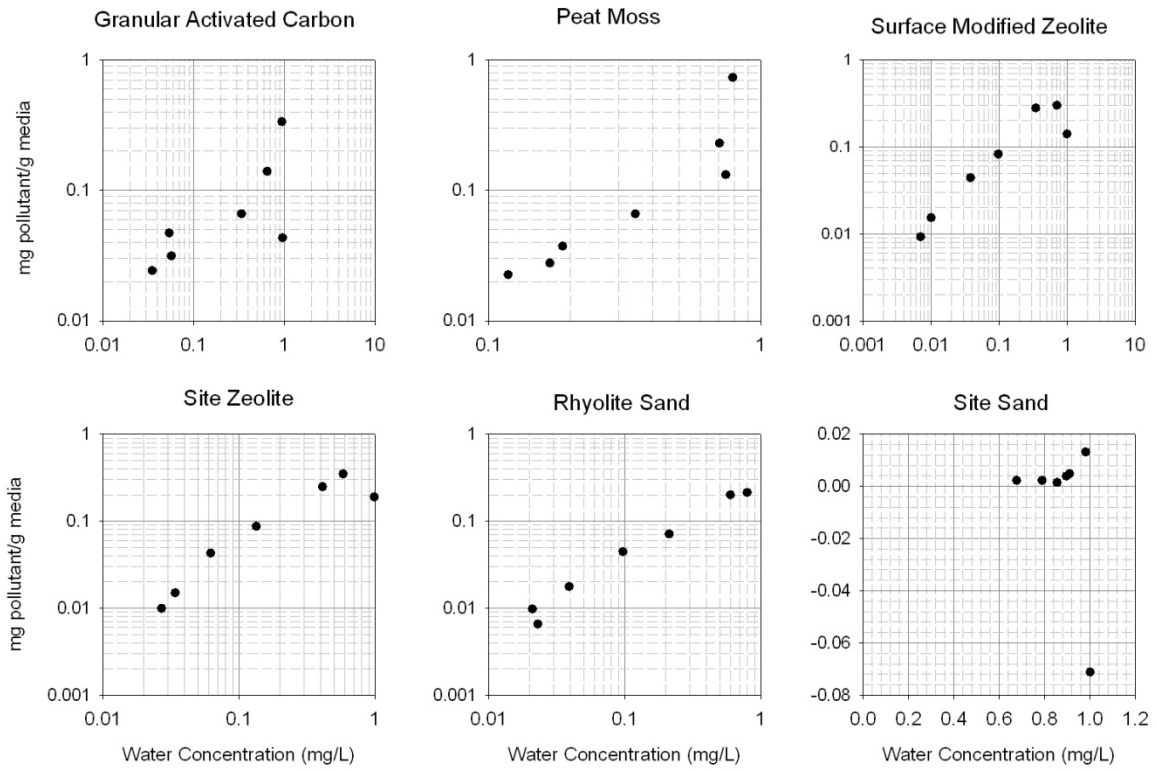 Granular Activated Carbon
Peat Moss
Surface Modified Zeolite
mg pollutant/g media
1
0.1
0.01
0.01 0.1 1 10
1
0.1
0.01
0.1 1
1
0.1
0.01
0.001
0.001 0.01 0.1 1 10
Site Zeolite
Rhyolite Sand
Site Sand
mg pollutant/g media
1
0.1
0.01
0.001
0.01 0.1 1
1
0.1
0.01
0.001
0.01 0.1 1
0.02
0.00
-0.02
-0.04
-0.06
-0.08
0.0 0.2 0.4 0.6 0.8 1.0 1.2
Water Concentration (mg/L)
Water Concentration (mg/L)
Water Concentration (mg/L)